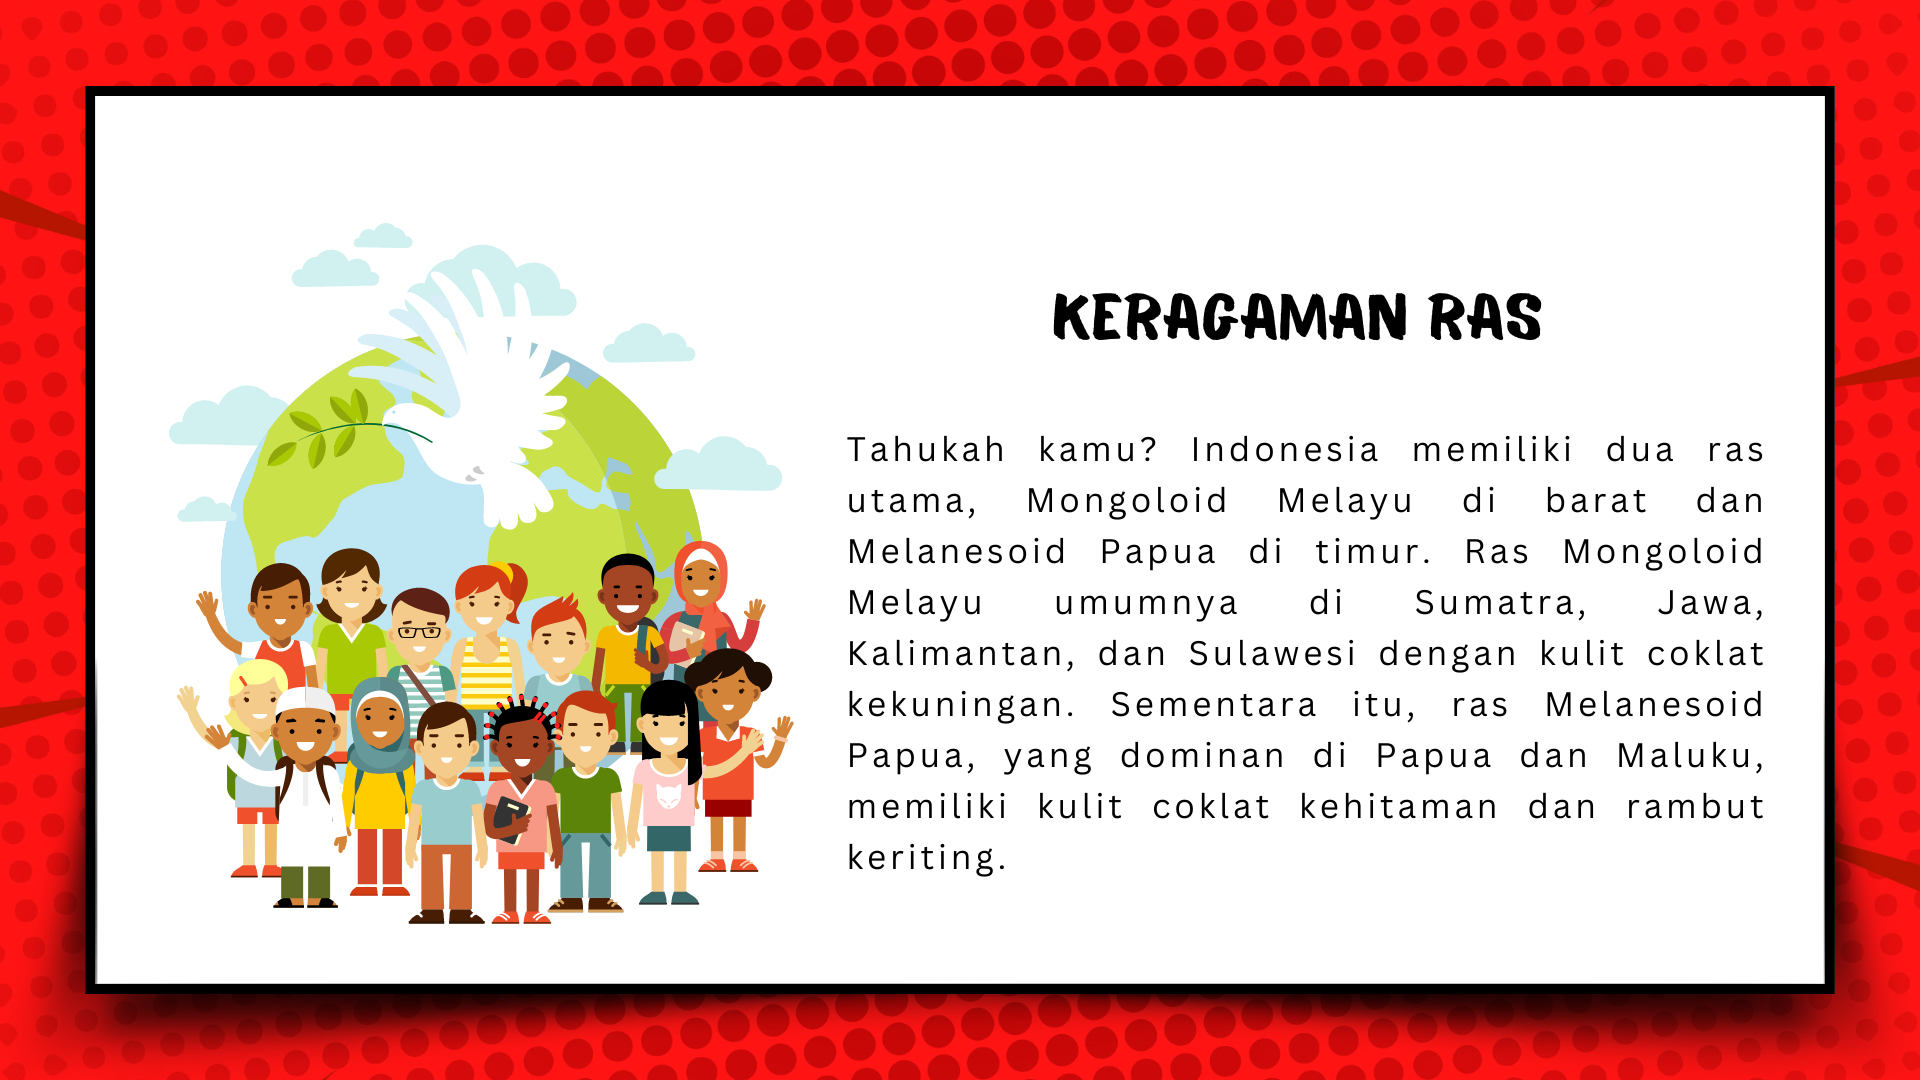 KERAGAMAN RAS
Tahukah kamu? Indonesia memiliki dua ras
utama, Mongoloid Melayu di barat dan
Melanesoid Papua di timur. Ras Mongoloid
Melayu umumnya di Sumatra, Jawa,
Kalimantan, dan Sulawesi dengan kulit coklat
kekuningan. Sementara itu, ras Melanesoid
Papua, yang dominan di Papua dan Maluku,
memiliki kulit coklat kehitaman dan rambut
keriting.